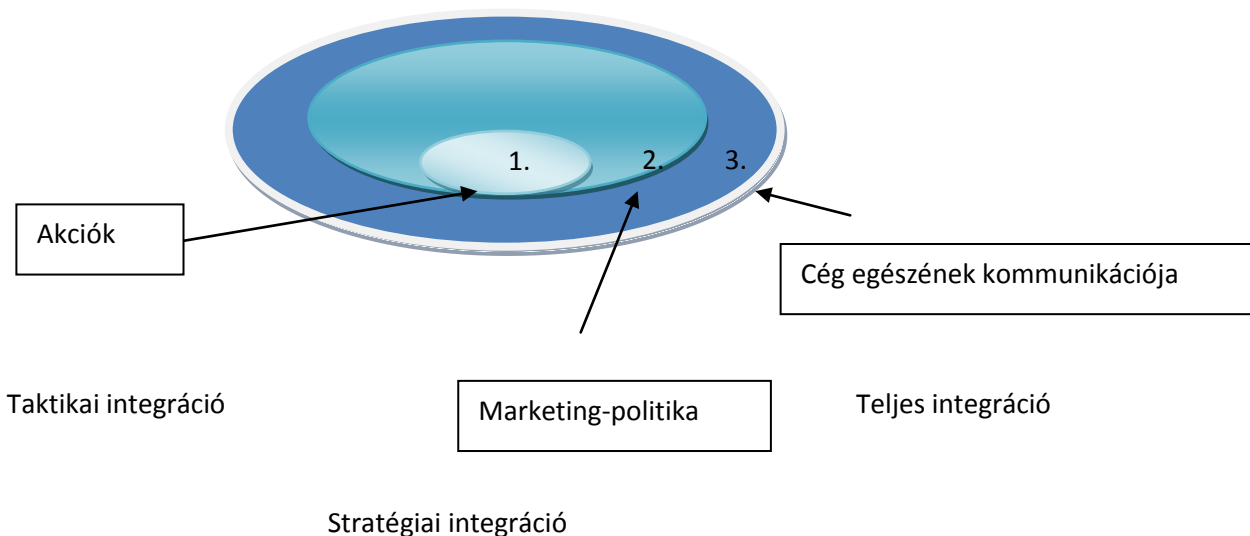 1.
2.
3.
Akciók
Cég egészének kommunikációja
Taktikai integráció
Marketing-politika
Teljes integráció
Stratégiai integráció